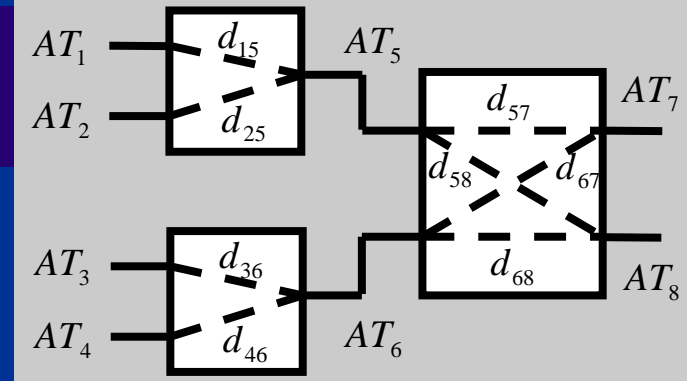 AT₁
d₁₅
AT₅
AT₂
d₂₅
d₅₇
AT₇
d₅₈
d₆₇
AT₃
d₃₆
d₆₈
AT₈
AT₄
d₄₆
AT₆